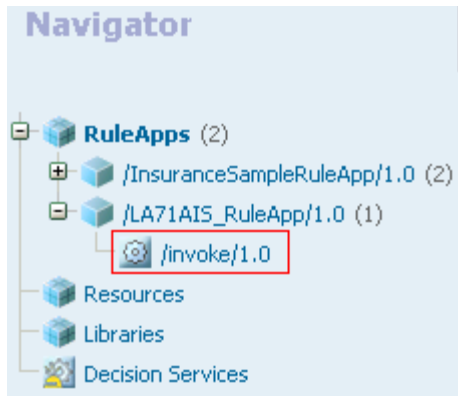 Navigator
RuleApps (2)
/InsuranceSampleRuleApp/1.0 (2)
/LA71AIS_RuleApp/1.0 (1)
/invoke/1.0
Resources
Libraries
Decision Services